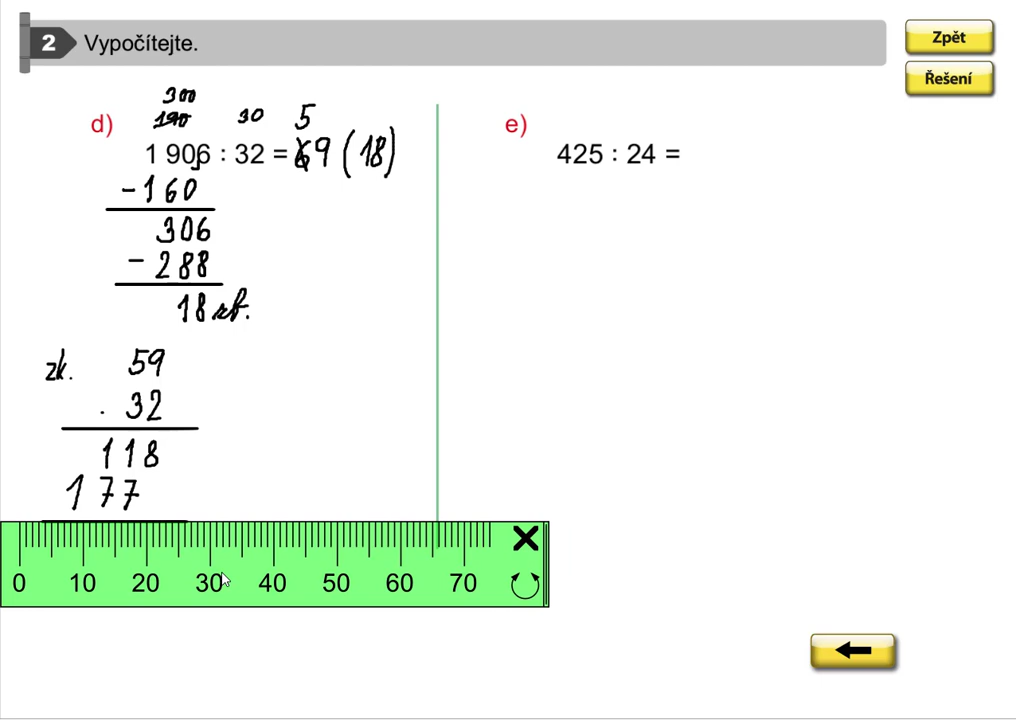 2 Vypočítejte.
Zpět
Řešení
d)
300
190 30 5
1 906 : 32 = 69 (18)
-160
306
-288
18 zb.
zk. 59
. 32
118
177
e)
425 : 24 =
0 10 20 30 40 50 60 70